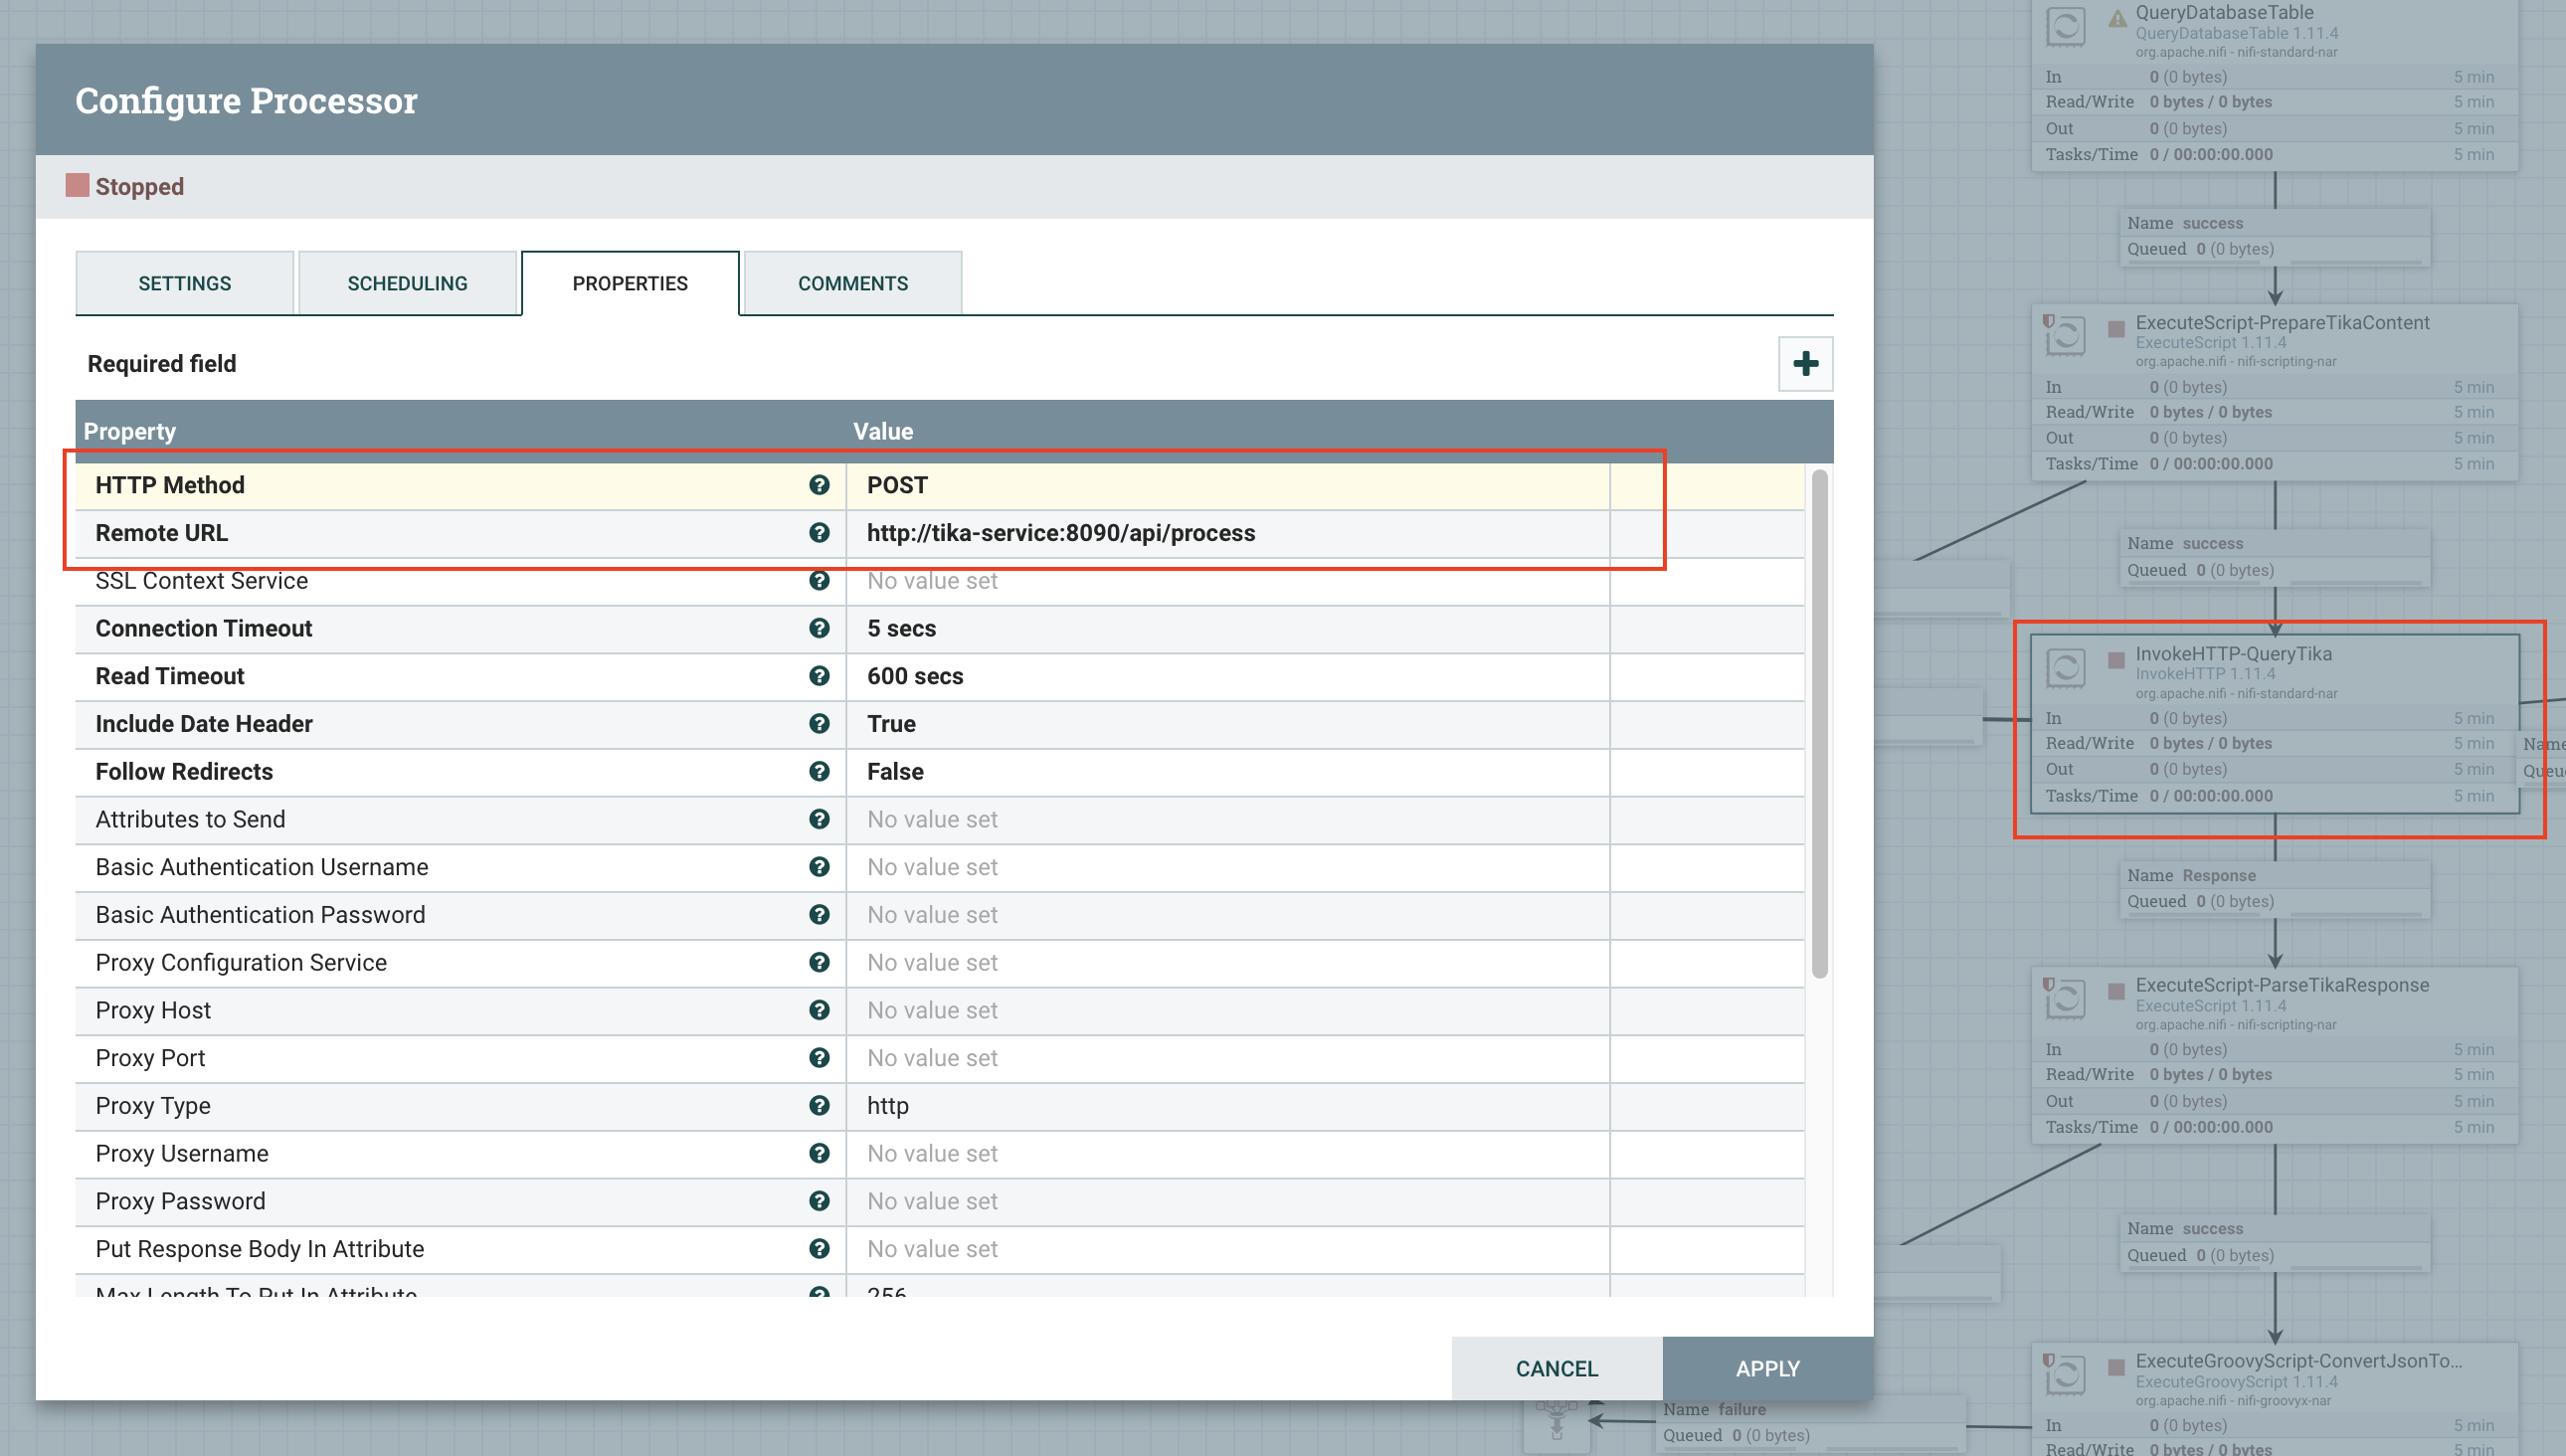 Configure Processor
Stopped
SETTINGS
SCHEDULING
PROPERTIES
COMMENTS
Required field
Property Value
HTTP Method POST
Remote URL http://tika-service:8090/api/process
SSL Context Service No value set
Connection Timeout 5 secs
Read Timeout 600 secs
Include Date Header True
Follow Redirects False
Attributes to Send No value set
Basic Authentication Username No value set
Basic Authentication Password No value set
Proxy Configuration Service No value set
Proxy Host No value set
Proxy Port No value set
Proxy Type http
Proxy Username No value set
Proxy Password No value set
Put Response Body In Attribute No value set
Max Length To Put In Attribute 256
CANCEL
APPLY
QueryDatabaseTable
QueryDatabaseTable 1.11.4
org.apache.nifi - nifi-standard-nar
In 0 (0 bytes) 5 min
Read/Write 0 bytes / 0 bytes 5 min
Out 0 (0 bytes) 5 min
Tasks/Time 0 / 00:00:00.000 5 min
Name success
Queued 0 (0 bytes)
ExecuteScript-PrepareTikaContent
ExecuteScript 1.11.4
org.apache.nifi - nifi-scripting-nar
In 0 (0 bytes) 5 min
Read/Write 0 bytes / 0 bytes 5 min
Out 0 (0 bytes) 5 min
Tasks/Time 0 / 00:00:00.000 5 min
Name success
Queued 0 (0 bytes)
InvokeHTTP-QueryTika
InvokeHTTP 1.11.4
org.apache.nifi - nifi-standard-nar
In 0 (0 bytes) 5 min
Read/Write 0 bytes / 0 bytes 5 min
Out 0 (0 bytes) 5 min
Tasks/Time 0 / 00:00:00.000 5 min
Name
Name Response
Queued 0 (0 bytes)
ExecuteScript-ParseTikaResponse
ExecuteScript 1.11.4
org.apache.nifi - nifi-scripting-nar
In 0 (0 bytes) 5 min
Read/Write 0 bytes / 0 bytes 5 min
Out 0 (0 bytes) 5 min
Tasks/Time 0 / 00:00:00.000 5 min
Name success
Queued 0 (0 bytes)
ExecuteGroovyScript-ConvertJsonTo...
ExecuteGroovyScript 1.11.4
org.apache.nifi - nifi-groovyx-nar
In 0 (0 bytes) 5 min
Read/Write 0 bytes / 0 bytes 5 min
Name failure
Queued 0 (0 bytes)